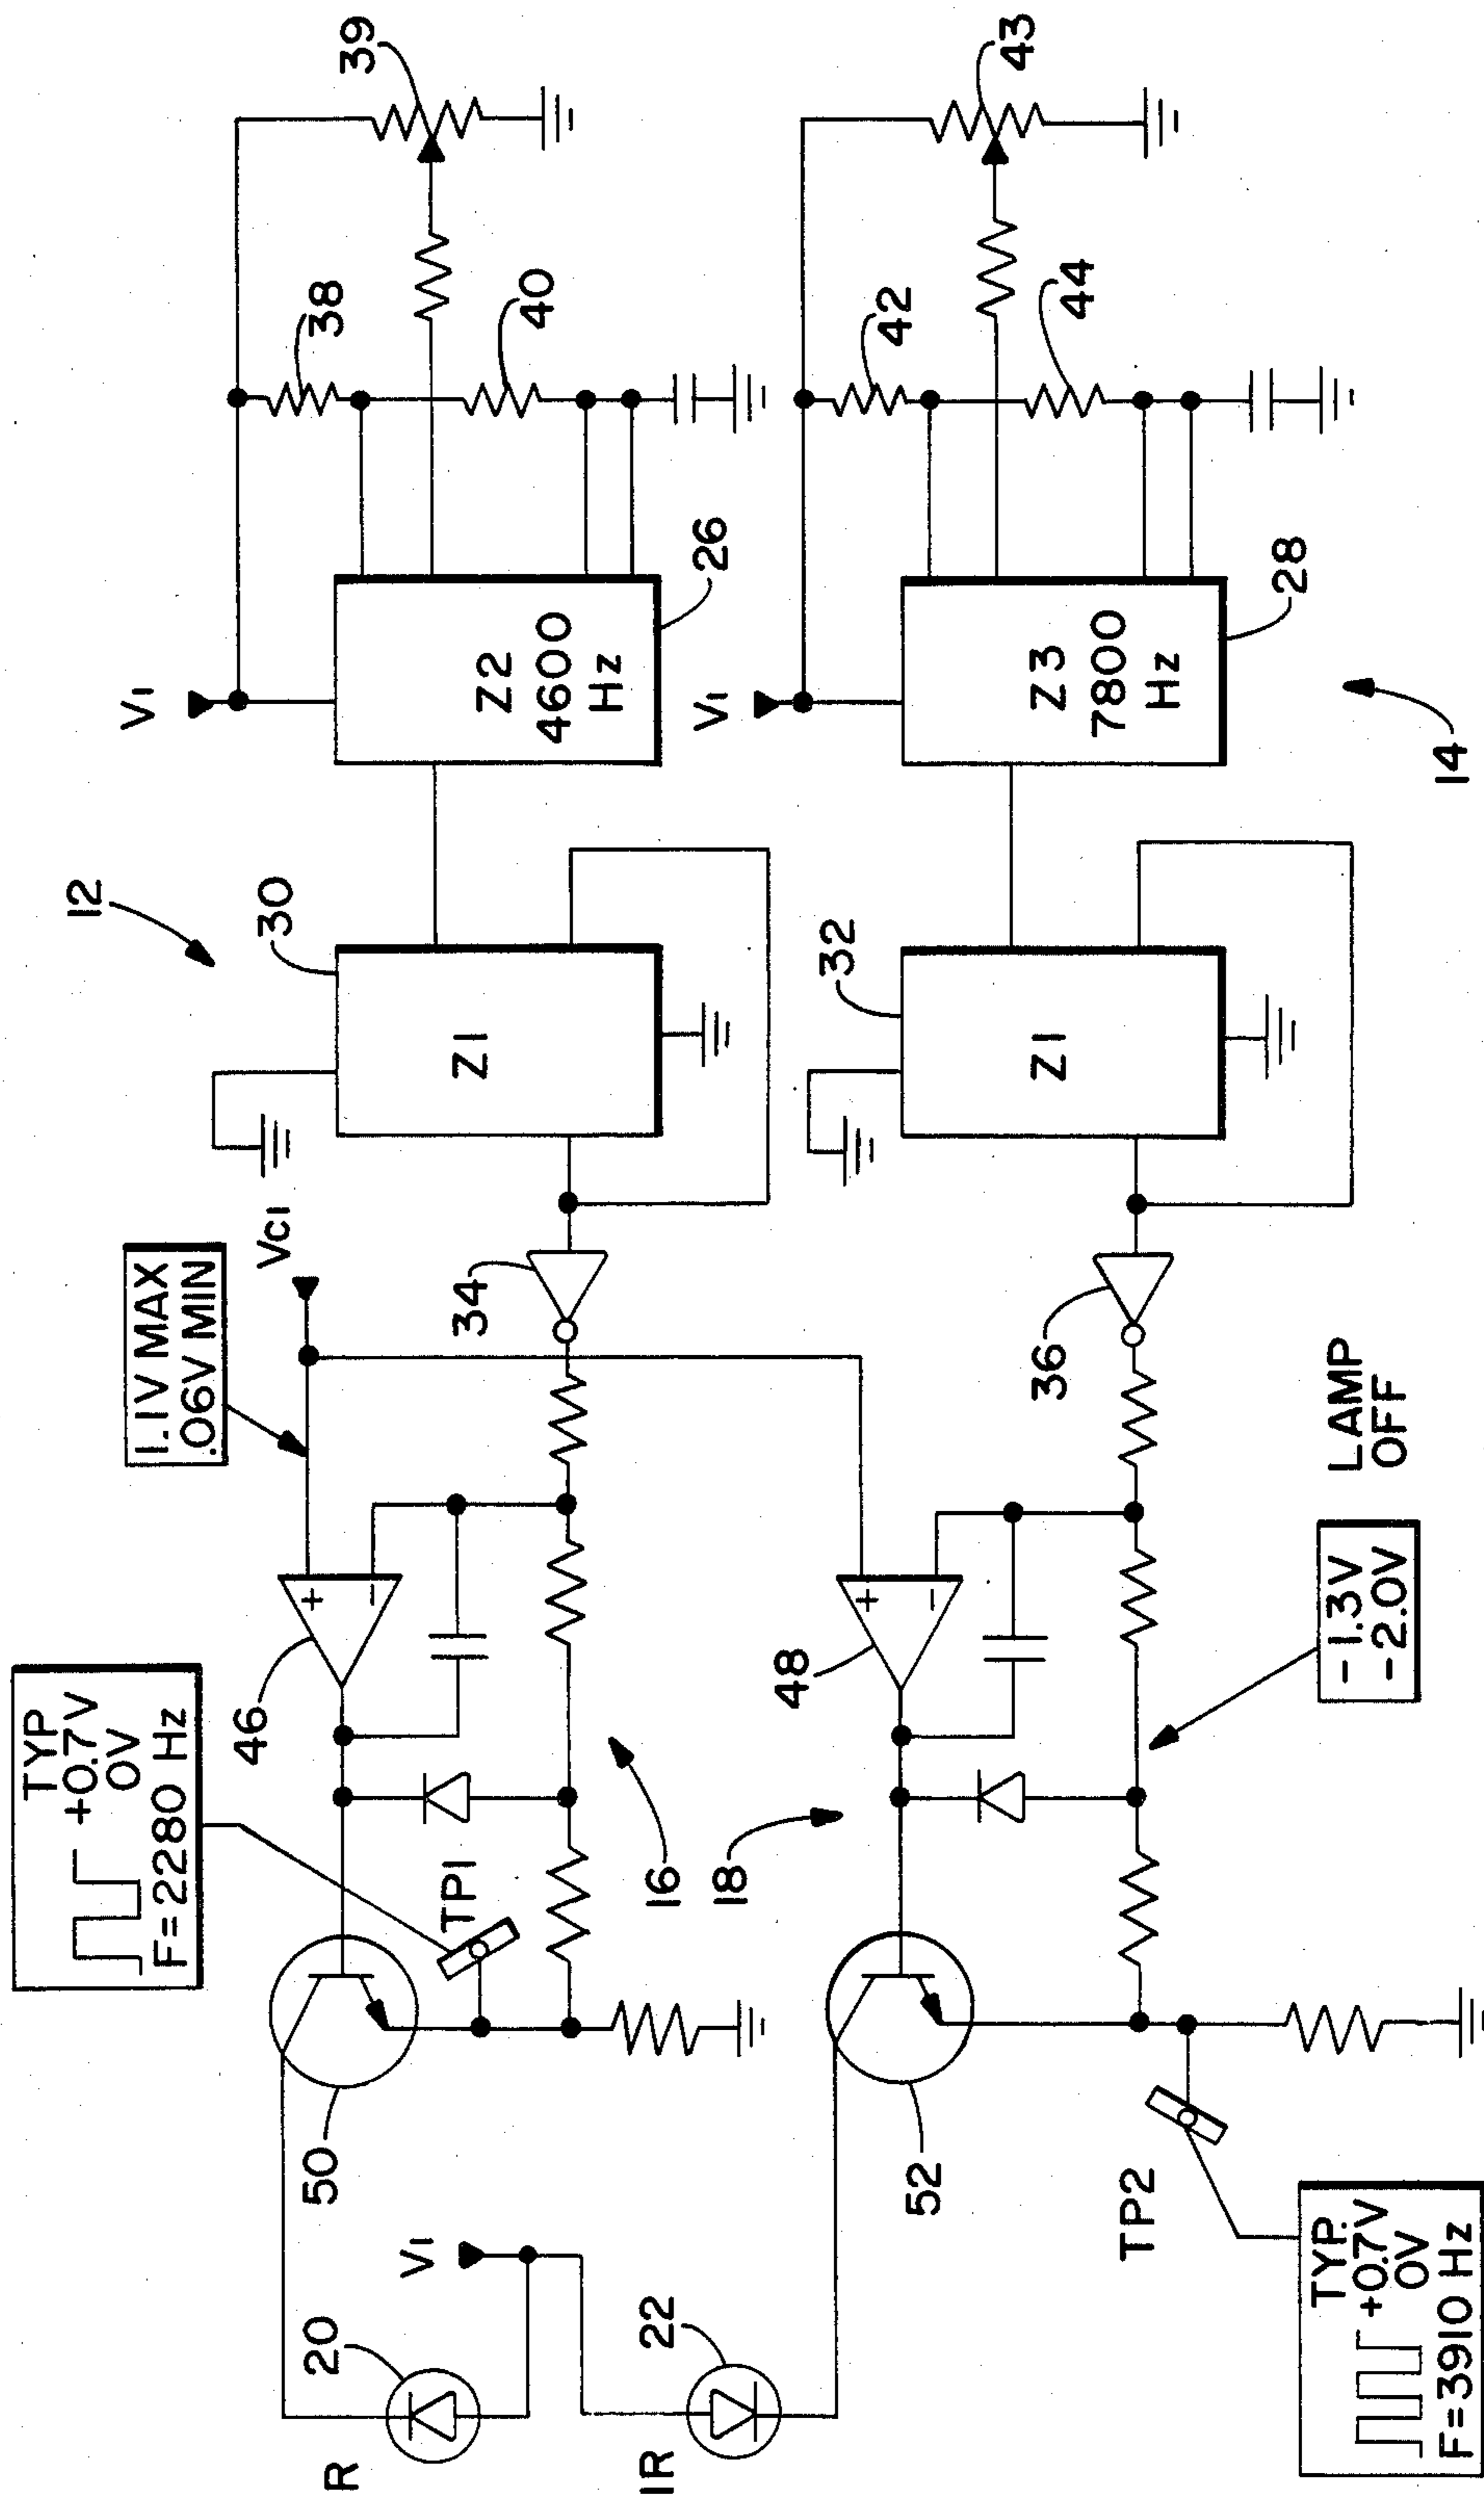 TYP
+0.7V
0V
F=2280 Hz
1.1V MAX
.06V MIN
VC1
12
30
Z1
V1
Z2
4600
Hz
26
38
39
40
46
34
TP1
16
50
R
20
V1
IR
22
18
48
32
Z1
V1
Z3
7800
Hz
28
42
43
44
36
52
TP2
TYP.
+0.7V
0V
F=3910 Hz
-1.3V
-2.0V
LAMP
OFF
14